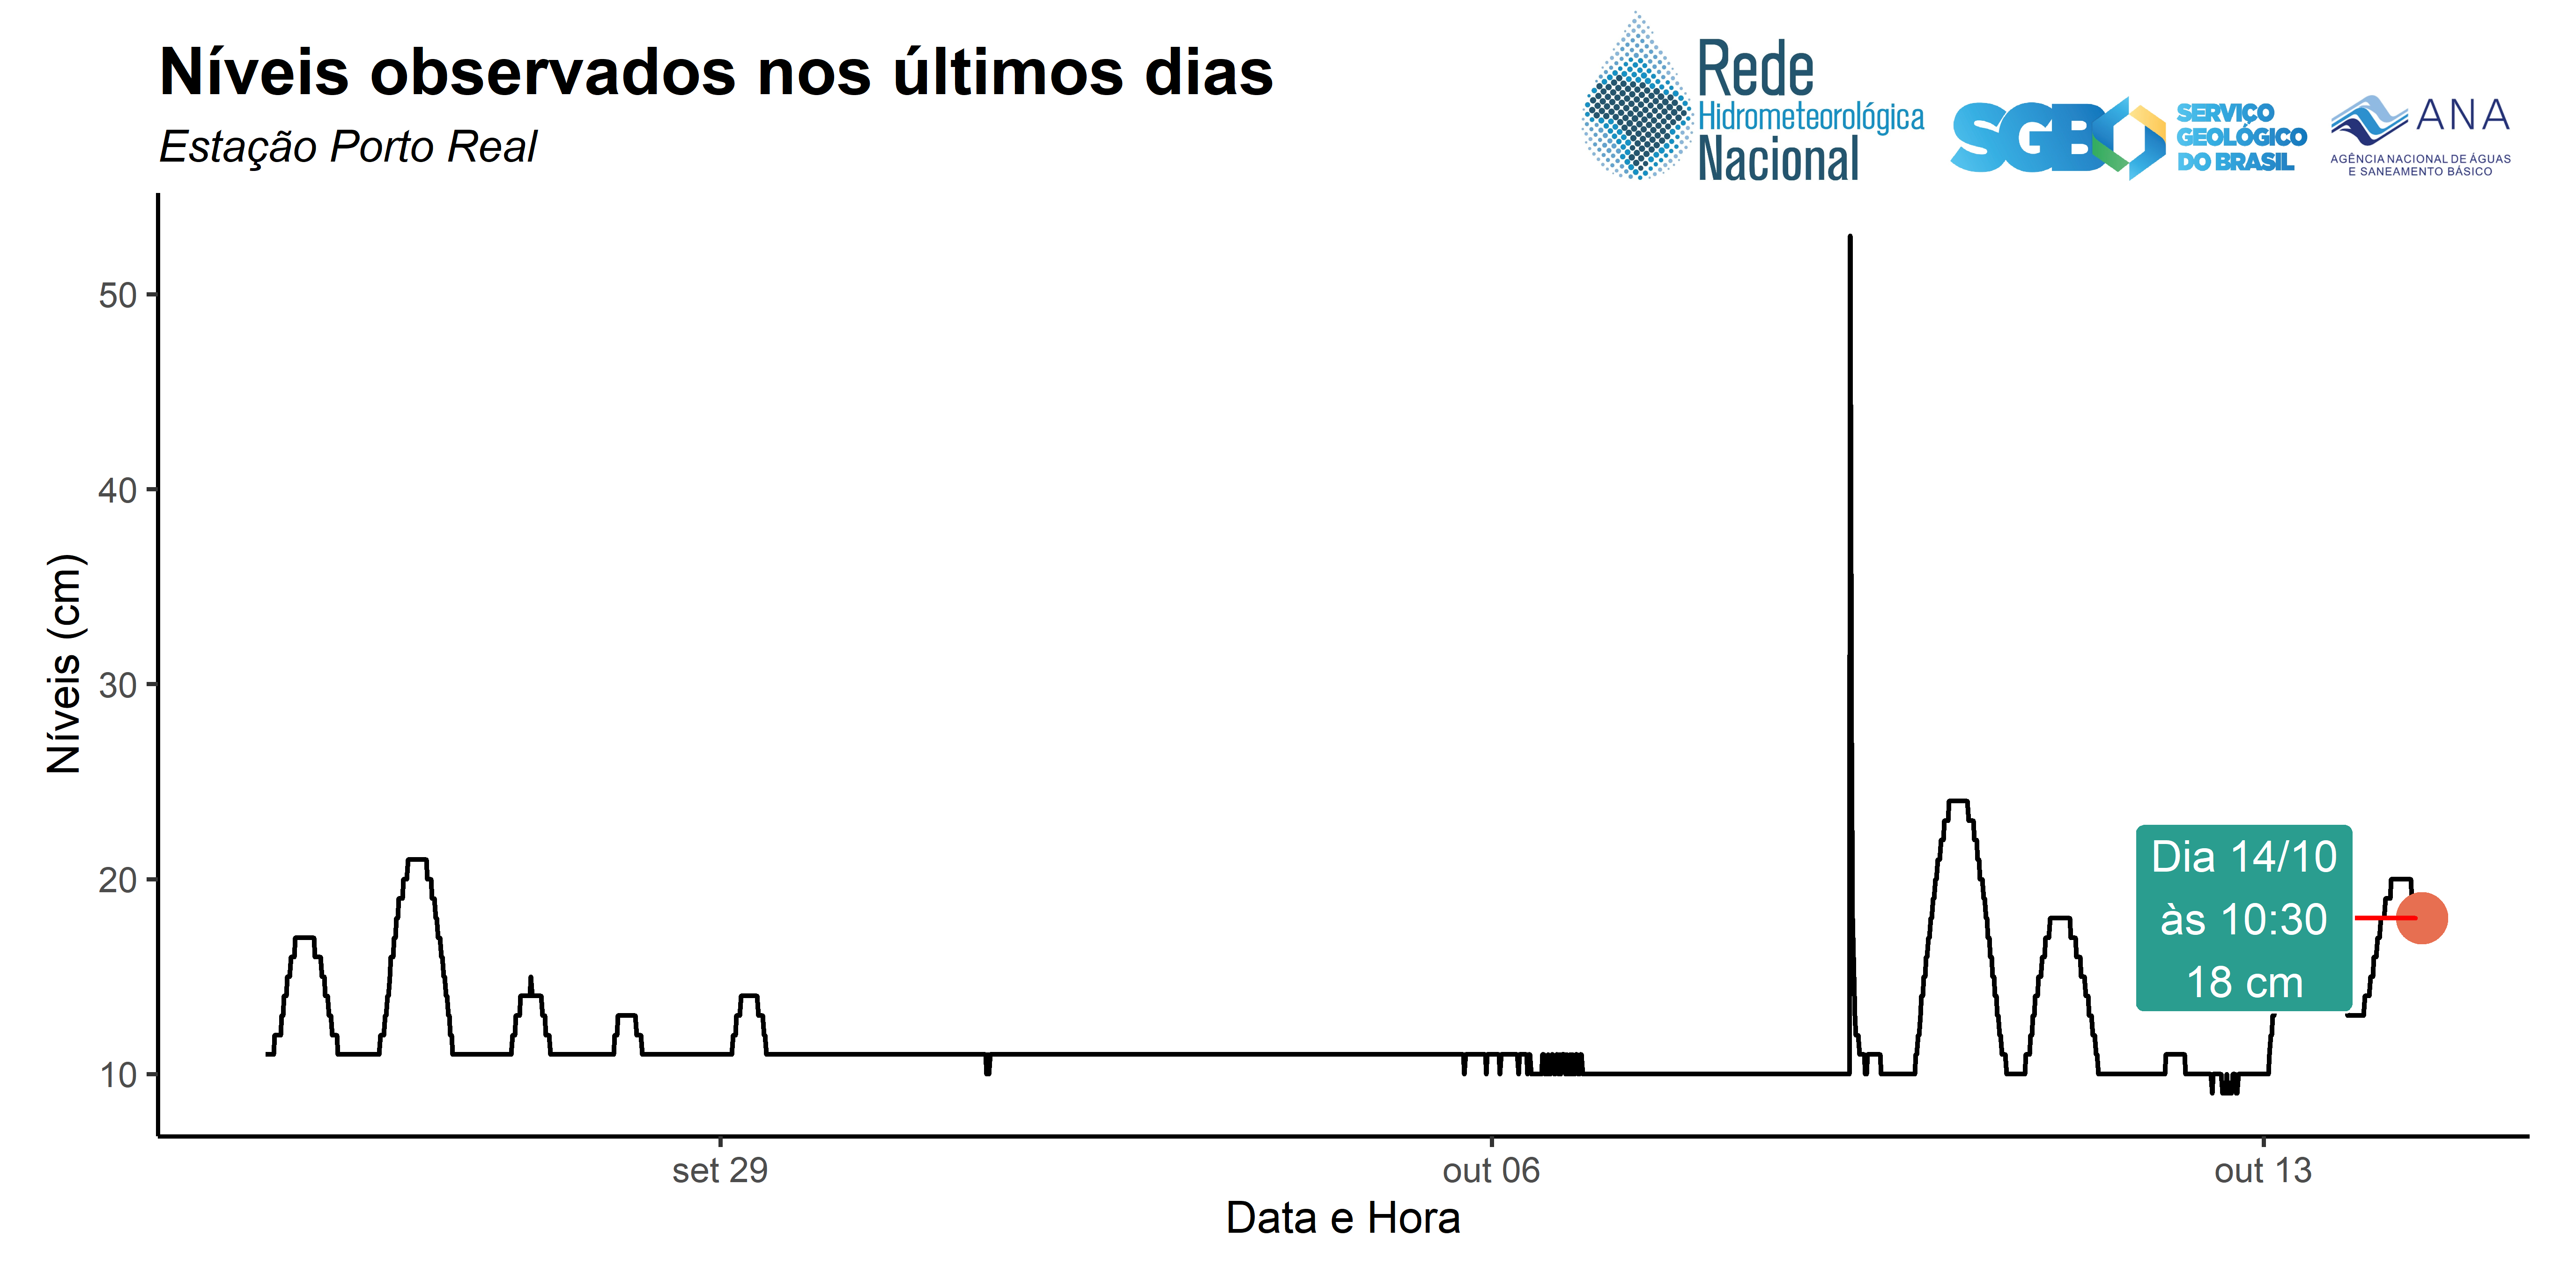 Níveis observados nos últimos dias
Estação Porto Real
Rede
Hidrometeorológica
Nacional
SGB
SERVIÇO
GEOLÓGICO
DO BRASIL
ANA
AGÊNCIA NACIONAL DE ÁGUAS
E SANEAMENTO BÁSICO
Níveis (cm)
50
40
30
20
10
Dia 14/10
às 10:30
18 cm
set 29
out 06
out 13
Data e Hora